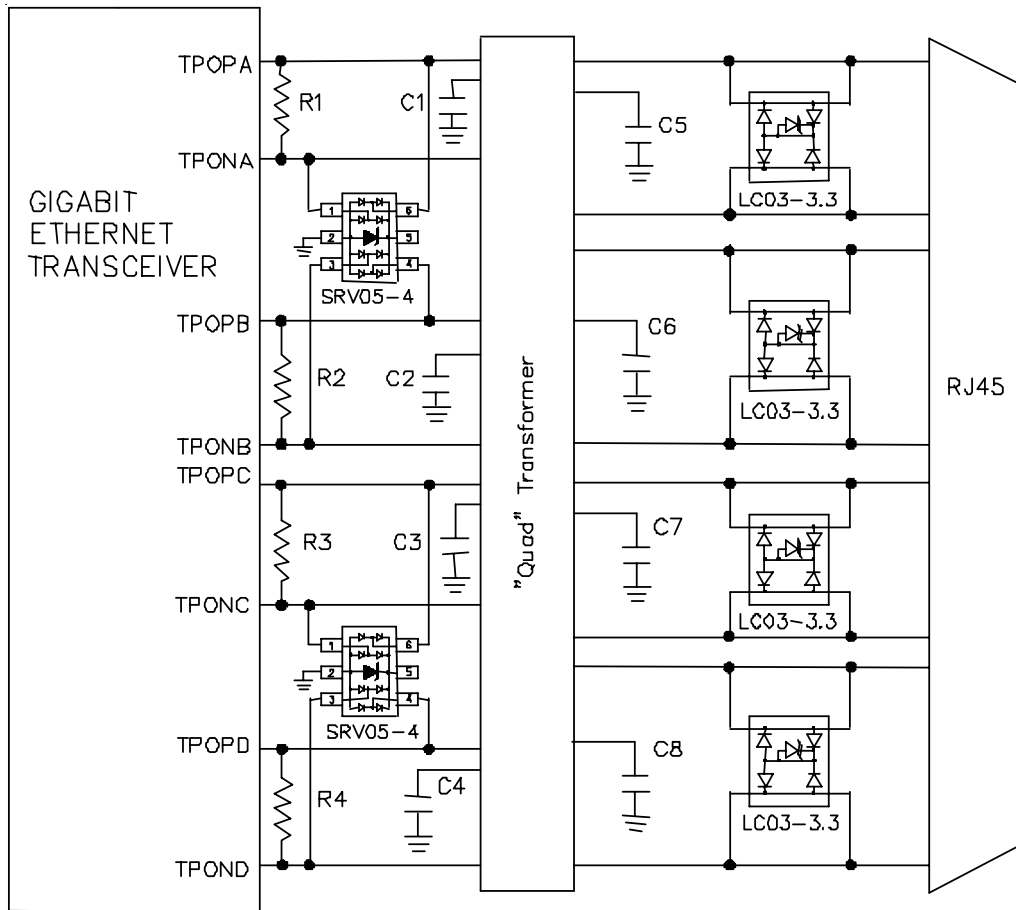 TPOPA
R1
C1
C5
TPONA
LC03-3.3
GIGABIT
ETHERNET
TRANSCEIVER
1
6
2
5
3
4
SRV05-4
TPOPB
C6
R2
C2
"Quad" Transformer
RJ45
LC03-3.3
TPONB
TPOPC
R3
C3
C7
TPONC
LC03-3.3
1
6
2
5
3
4
SRV05-4
TPOPD
C8
C4
R4
LC03-3.3
TPOND